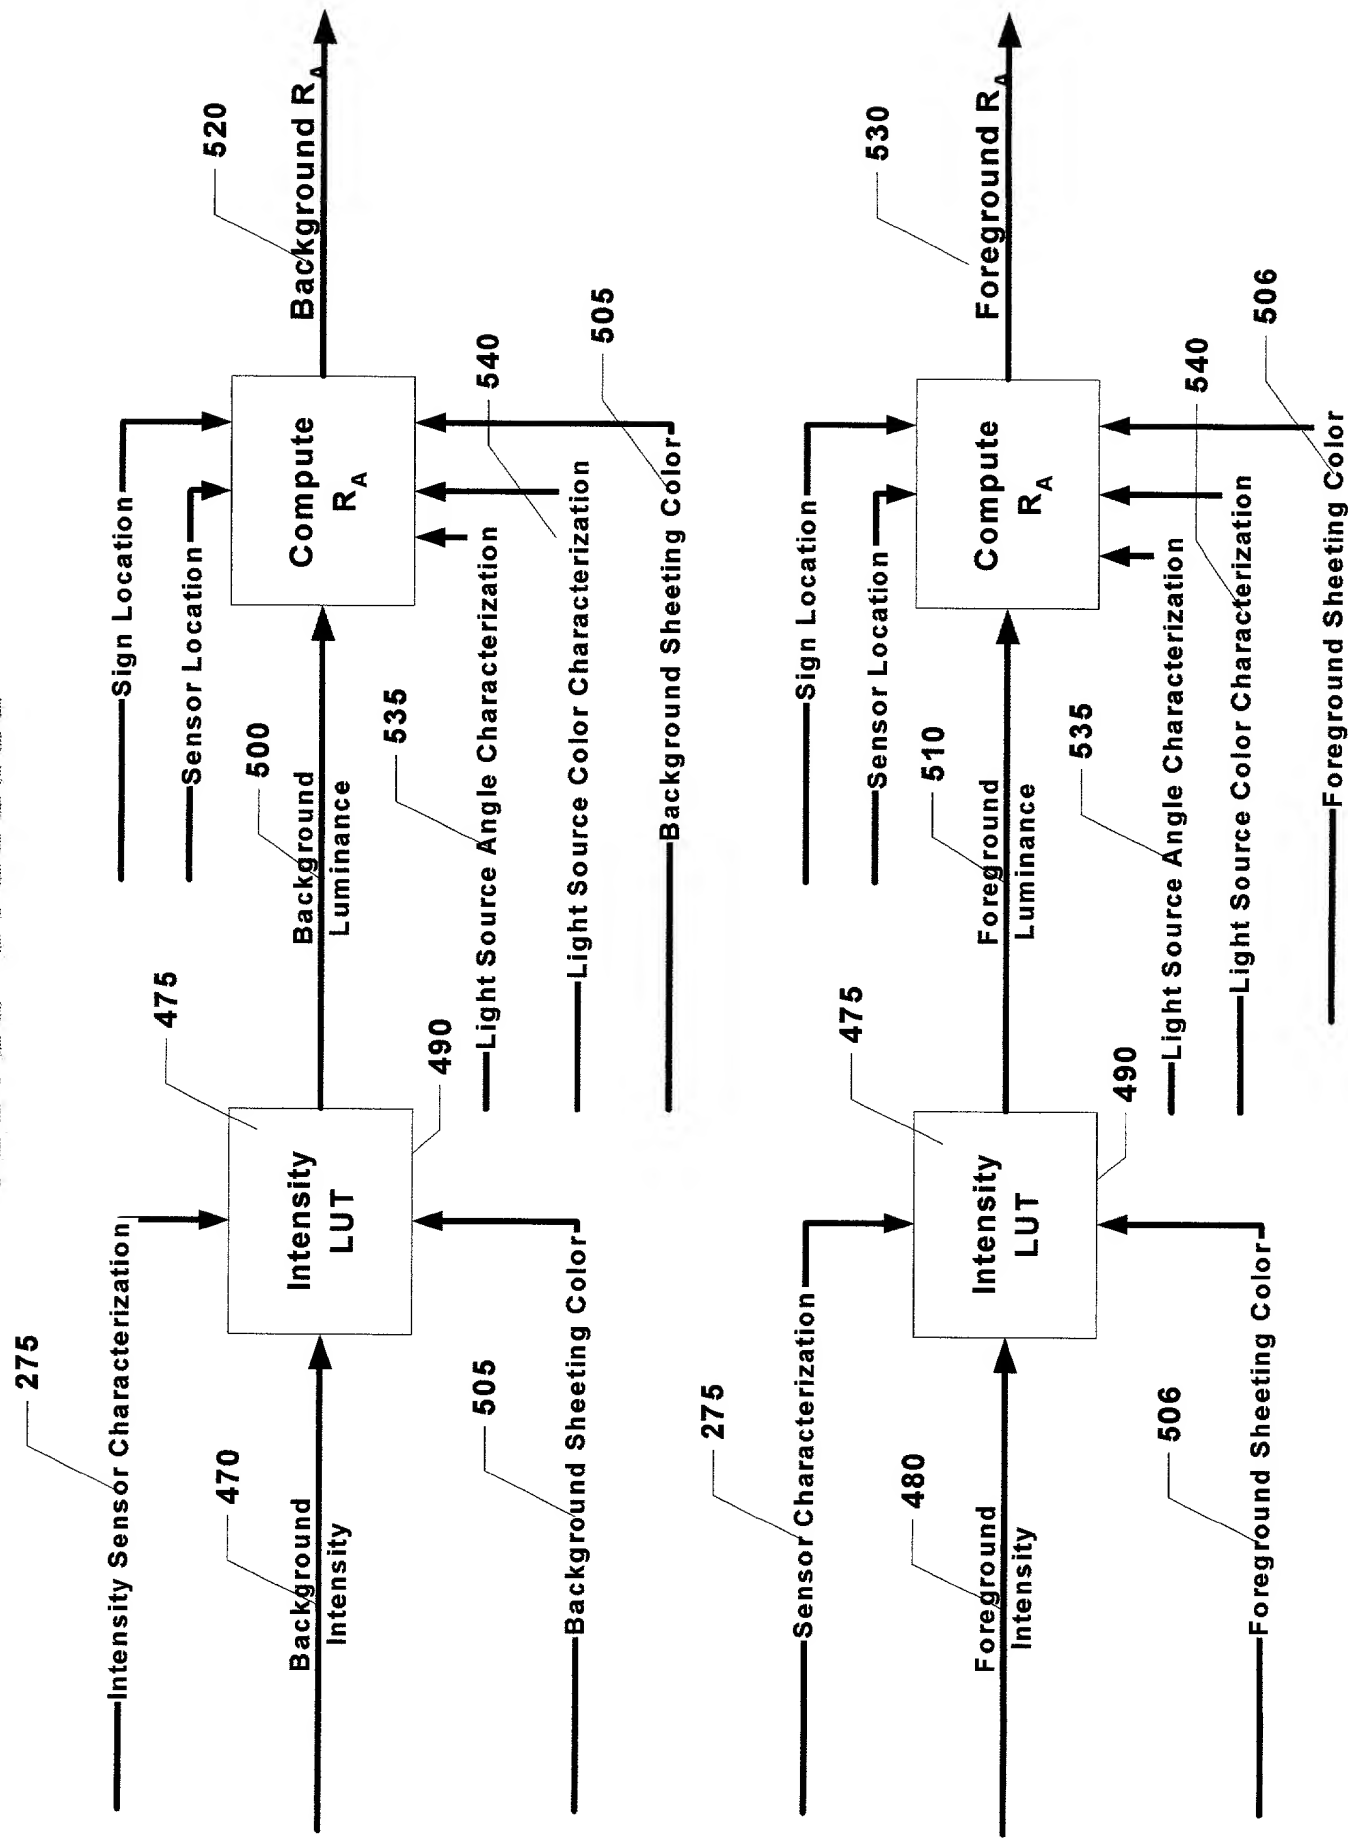 275
Intensity Sensor Characterization
470
Background
Intensity
505
Background Sheeting Color
475
Intensity
LUT
490
Sign Location
Sensor Location
500
Background
Luminance
535
Light Source Angle Characterization
Light Source Color Characterization
540
Background Sheeting Color
505
Compute
R_A
520
Background R_A
275
Sensor Characterization
480
Foreground
Intensity
506
Foreground Sheeting Color
475
Intensity
LUT
490
Sign Location
Sensor Location
510
Foreground
Luminance
535
Light Source Angle Characterization
Light Source Color Characterization
540
Foreground Sheeting Color
506
Compute
R_A
530
Foreground R_A